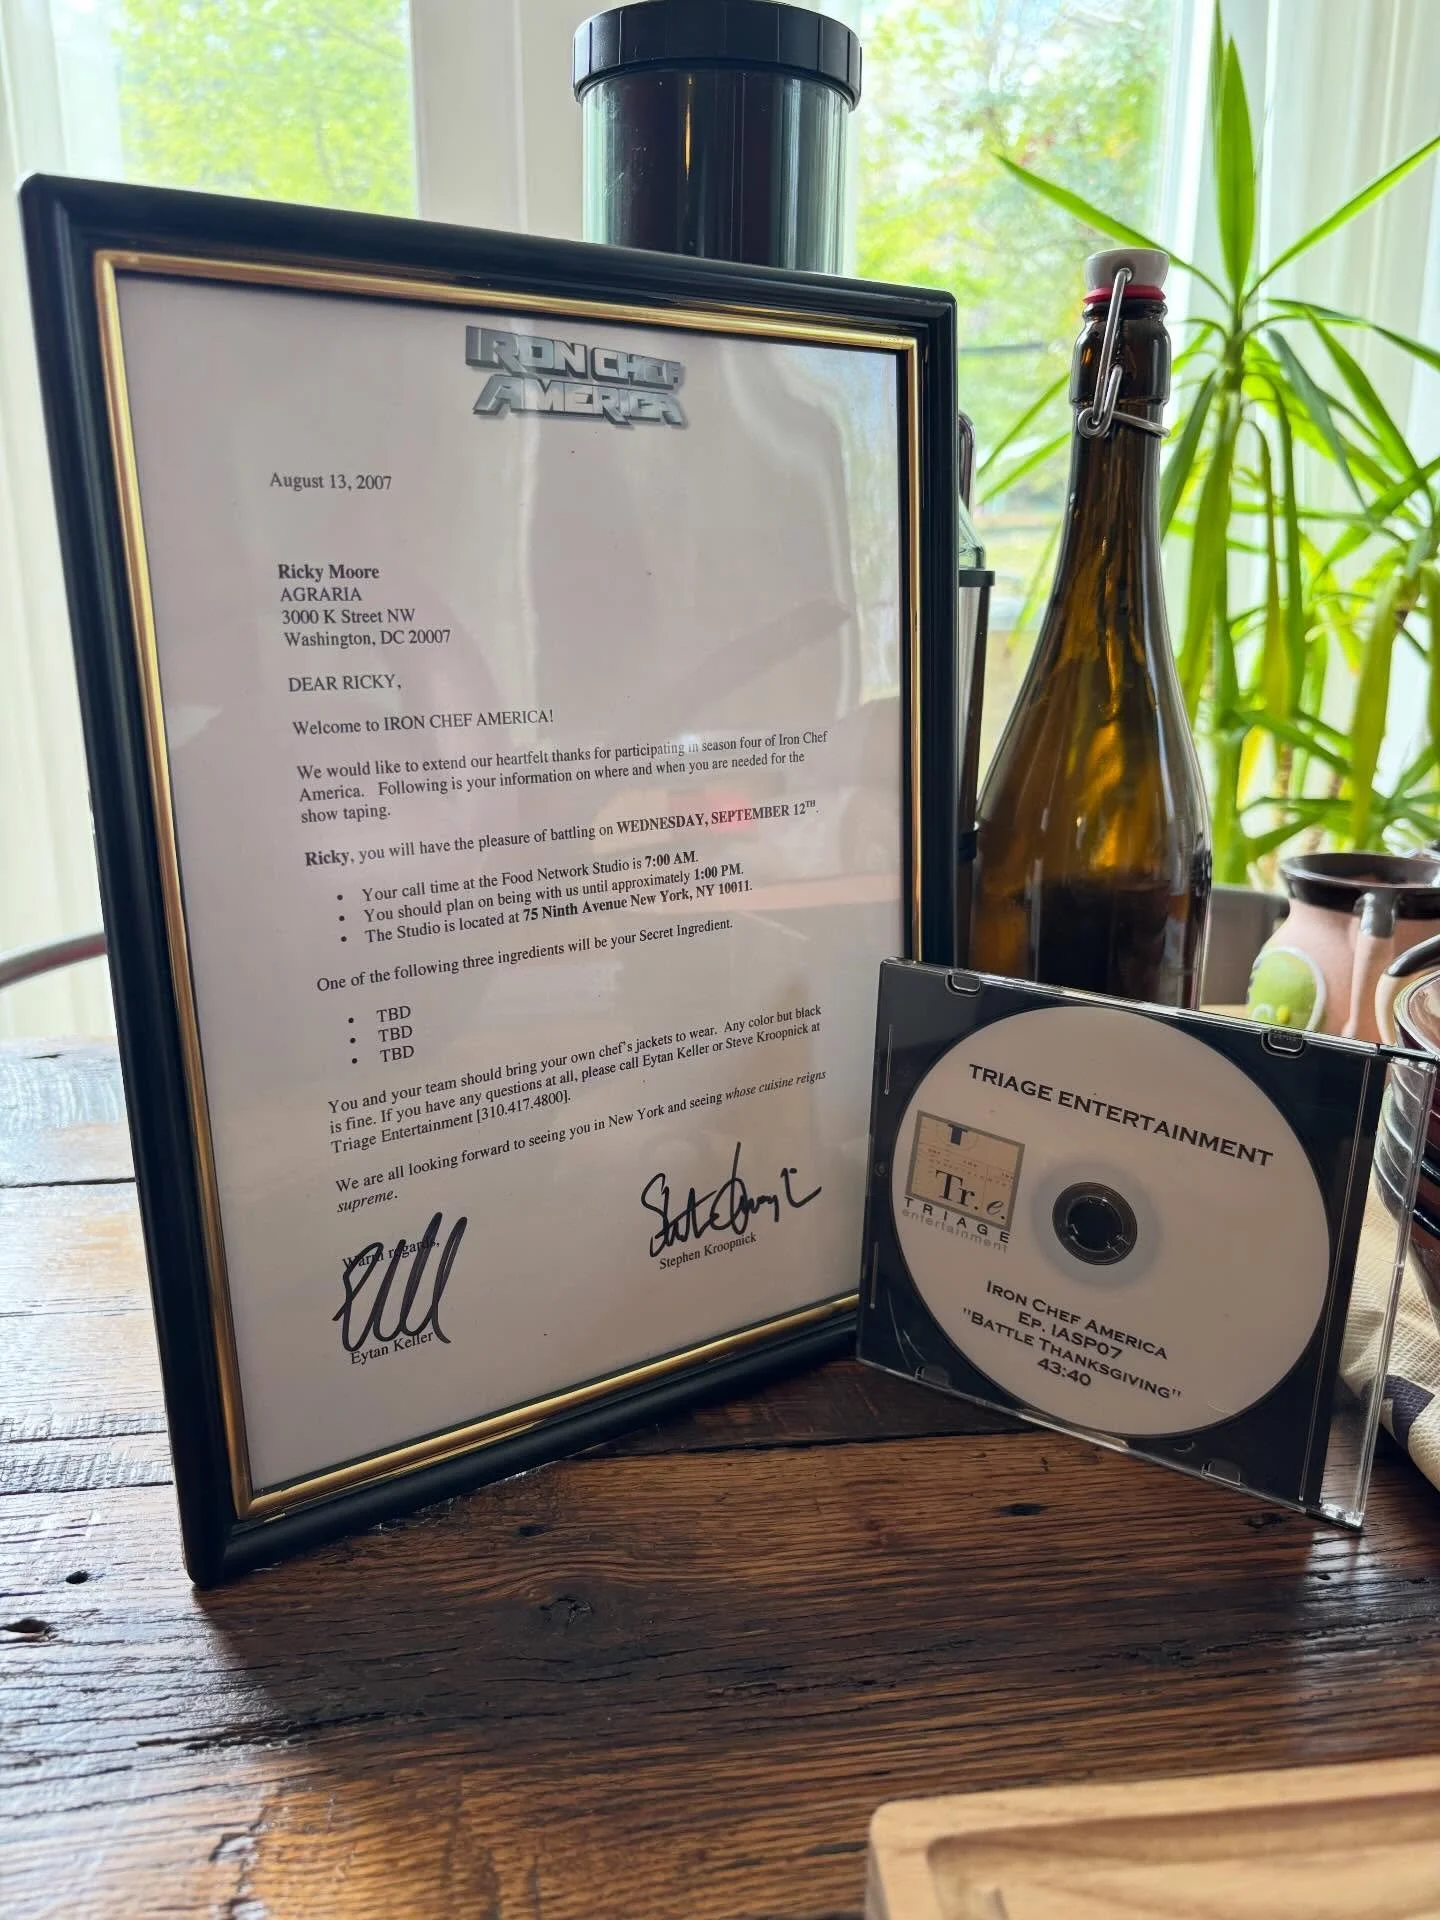 IRON CHEF
AMERICA
August 13, 2007
Ricky Moore
AGRARIA
3000 K Street NW
Washington, DC 20007
DEAR RICKY,
Welcome to IRON CHEF AMERICA!
We would like to extend our heartfelt thanks for participating in season four of Iron Chef
America. Following is your information on where and when you are needed for the
show taping.
Ricky, you will have the pleasure of battling on WEDNESDAY, SEPTEMBER 12TH.
• Your call time at the Food Network Studio is 7:00 AM.
• You should plan on being with us until approximately 1:00 PM.
• The Studio is located at 75 Ninth Avenue New York, NY 10011.
One of the following three ingredients will be your Secret Ingredient.
• TBD
• TBD
• TBD
You and your team should bring your own chef's jackets to wear. Any color but black
is fine. If you have any questions at all, please call Eytan Keller or Steve Kroopnick at
Triage Entertainment [310.417.4800].
We are all looking forward to seeing you in New York and seeing whose cuisine reigns
supreme.
Warm regards,
Eytan Keller
Stephen Kroopnick
TRIAGE ENTERTAINMENT
T
Tr. e.
TRIAGE
entertainment
IRON CHEF AMERICA
EP. IASP07
"BATTLE THANKSGIVING"
43:40